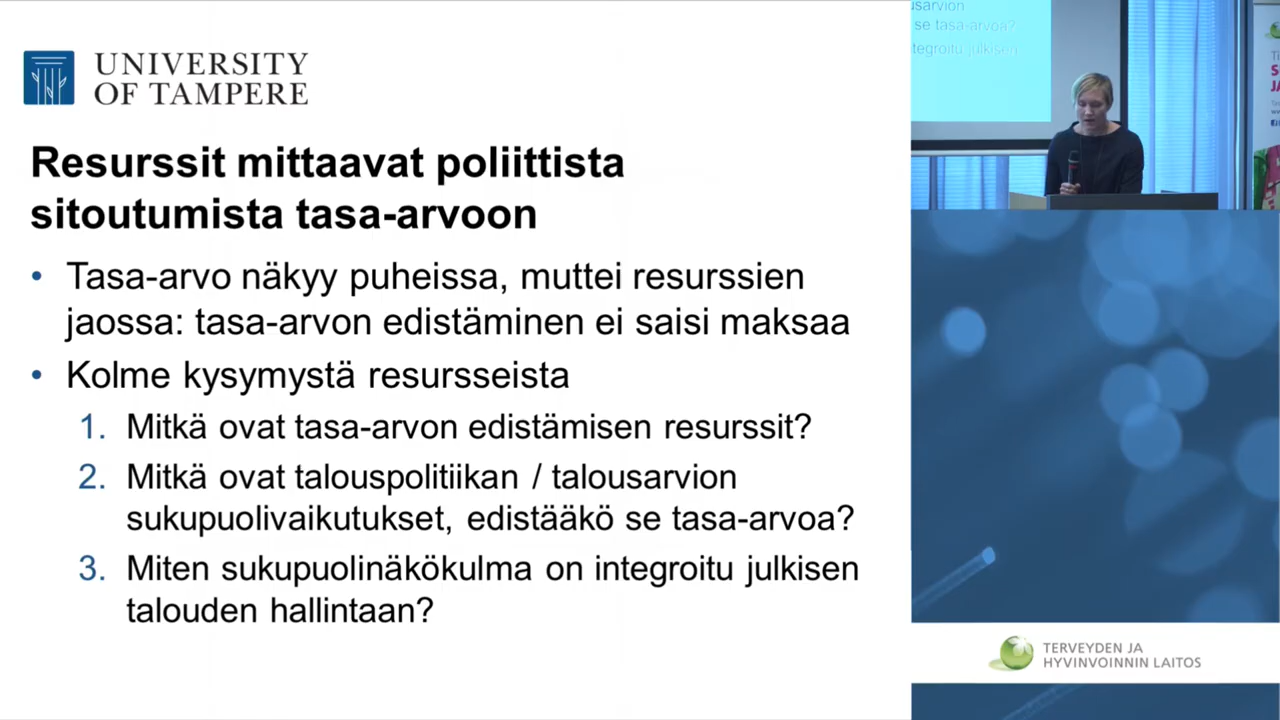 UNIVERSITY
OF TAMPERE
Resurssit mittaavat poliittista
sitoutumista tasa-arvoon
• Tasa-arvo näkyy puheissa, muttei resurssien
jaossa: tasa-arvon edistäminen ei saisi maksaa
• Kolme kysymystä resursseista
1. Mitkä ovat tasa-arvon edistämisen resurssit?
2. Mitkä ovat talouspolitiikan / talousarvion
sukupuolivaikutukset, edistääkö se tasa-arvoa?
3. Miten sukupuolinäkökulma on integroitu julkisen
talouden hallintaan?
se tasa-arvoa?
TERVEYDEN JA
HYVINVOINNIN LAITOS